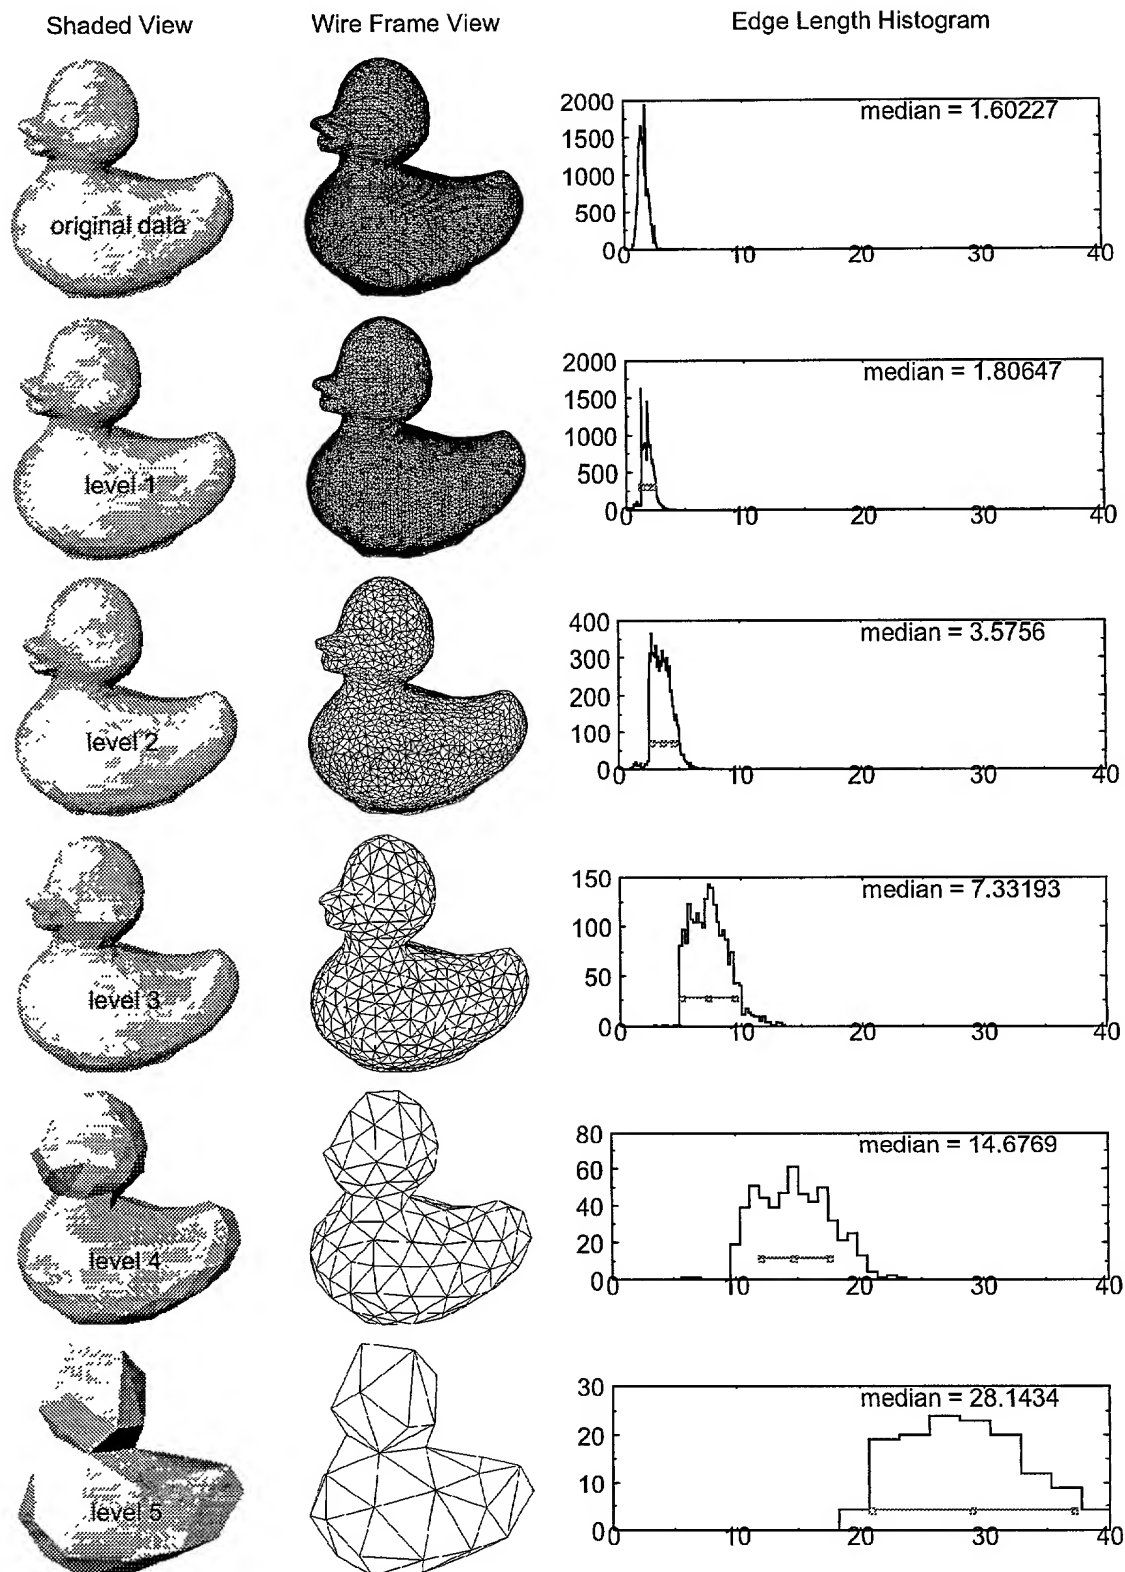 Shaded View
Wire Frame View
Edge Length Histogram
original data
median = 1.60227
2000
1500
1000
500
0
0 10 20 30 40
level 1
median = 1.80647
2000
1500
1000
500
0
0 10 20 30 40
level 2
median = 3.5756
400
300
200
100
0
0 10 20 30 40
level 3
median = 7.33193
150
100
50
0
0 10 20 30 40
level 4
median = 14.6769
80
60
40
20
0
0 10 20 30 40
level 5
median = 28.1434
30
20
10
0
0 10 20 30 40